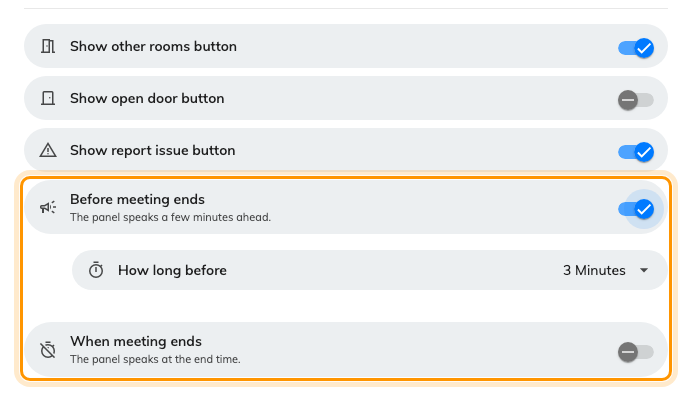 Show other rooms button
Show open door button
Show report issue button
Before meeting ends
The panel speaks a few minutes ahead.
How long before 3 Minutes
When meeting ends
The panel speaks at the end time.